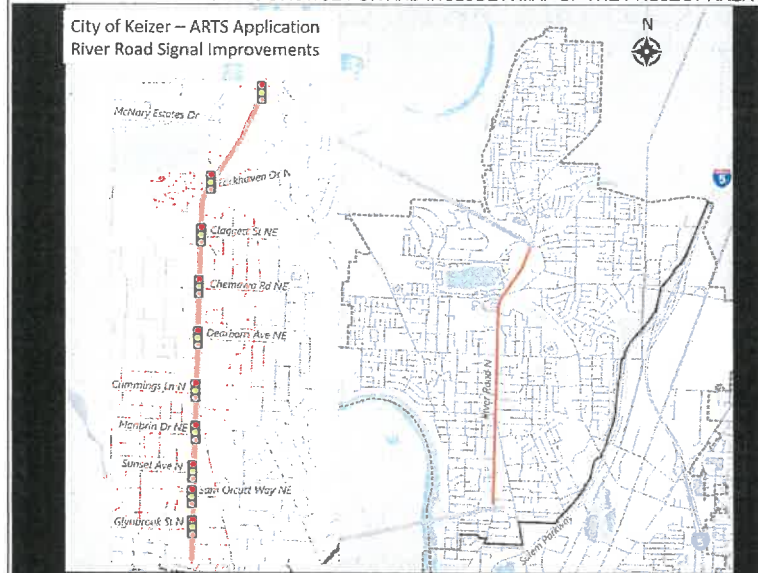 City of Keizer – ARTS Application
River Road Signal Improvements
N
McNary Estates Dr
Lockhaven Dr N
5
Claggett St NE
Chemawa Rd NE
Dearborn Ave NE
River Road N
Cummings Ln N
Manbrin Dr NE
Sunset Ave N
Sam Orcutt Way NE
Glynbrook St N
Salem Parkway